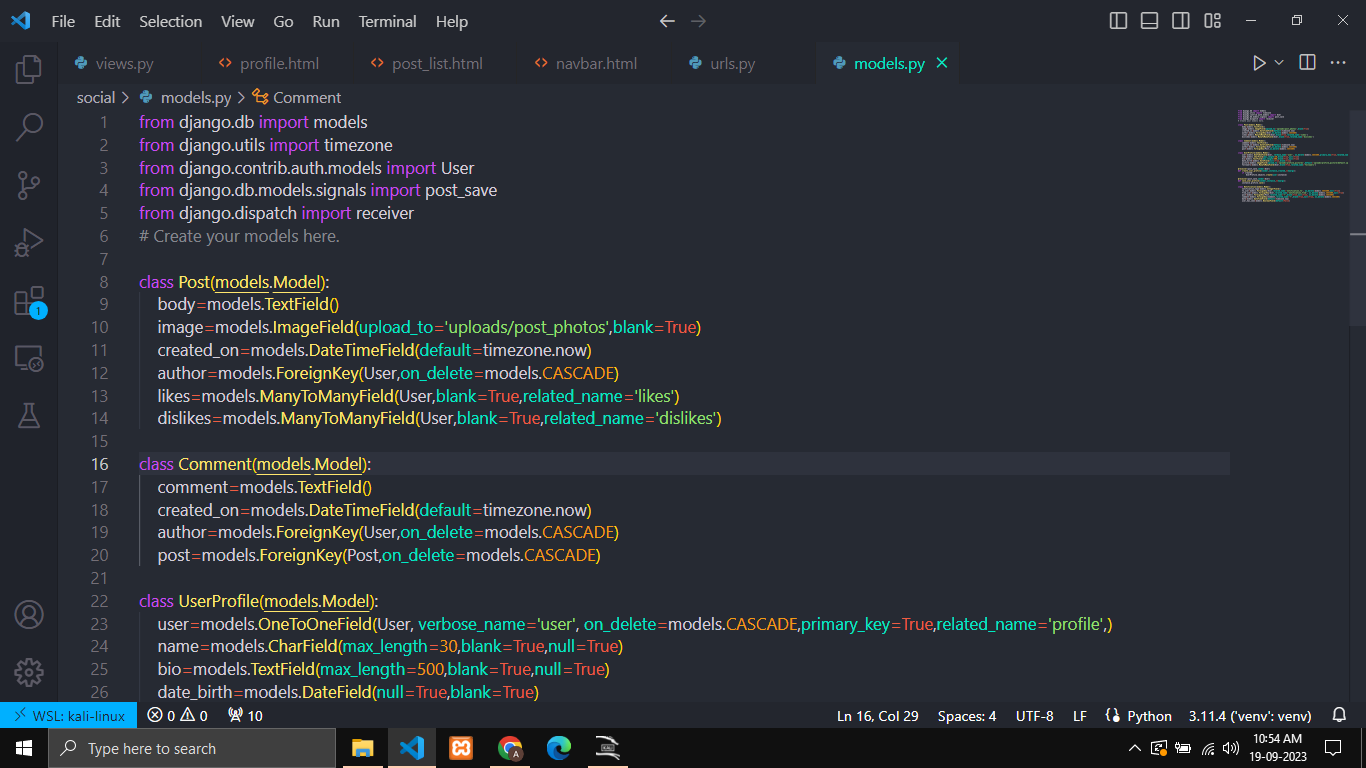 File Edit Selection View Go Run Terminal Help
views.py profile.html post_list.html navbar.html urls.py models.py
social > models.py > Comment
1 from django.db import models
2 from django.utils import timezone
3 from django.contrib.auth.models import User
4 from django.db.models.signals import post_save
5 from django.dispatch import receiver
6 # Create your models here.
7
8 class Post(models.Model):
9 body=models.TextField()
10 image=models.ImageField(upload_to='uploads/post_photos',blank=True)
11 created_on=models.DateTimeField(default=timezone.now)
12 author=models.ForeignKey(User,on_delete=models.CASCADE)
13 likes=models.ManyToManyField(User,blank=True,related_name='likes')
14 dislikes=models.ManyToManyField(User,blank=True,related_name='dislikes')
15
16 class Comment(models.Model):
17 comment=models.TextField()
18 created_on=models.DateTimeField(default=timezone.now)
19 author=models.ForeignKey(User,on_delete=models.CASCADE)
20 post=models.ForeignKey(Post,on_delete=models.CASCADE)
21
22 class UserProfile(models.Model):
23 user=models.OneToOneField(User, verbose_name='user', on_delete=models.CASCADE,primary_key=True,related_name='profile',)
24 name=models.CharField(max_length=30,blank=True,null=True)
25 bio=models.TextField(max_length=500,blank=True,null=True)
26 date_birth=models.DateField(null=True,blank=True)
1
WSL: kali-linux 0 0 10 Ln 16, Col 29 Spaces: 4 UTF-8 LF Python 3.11.4 ('venv': venv)
Type here to search
10:54 AM
19-09-2023